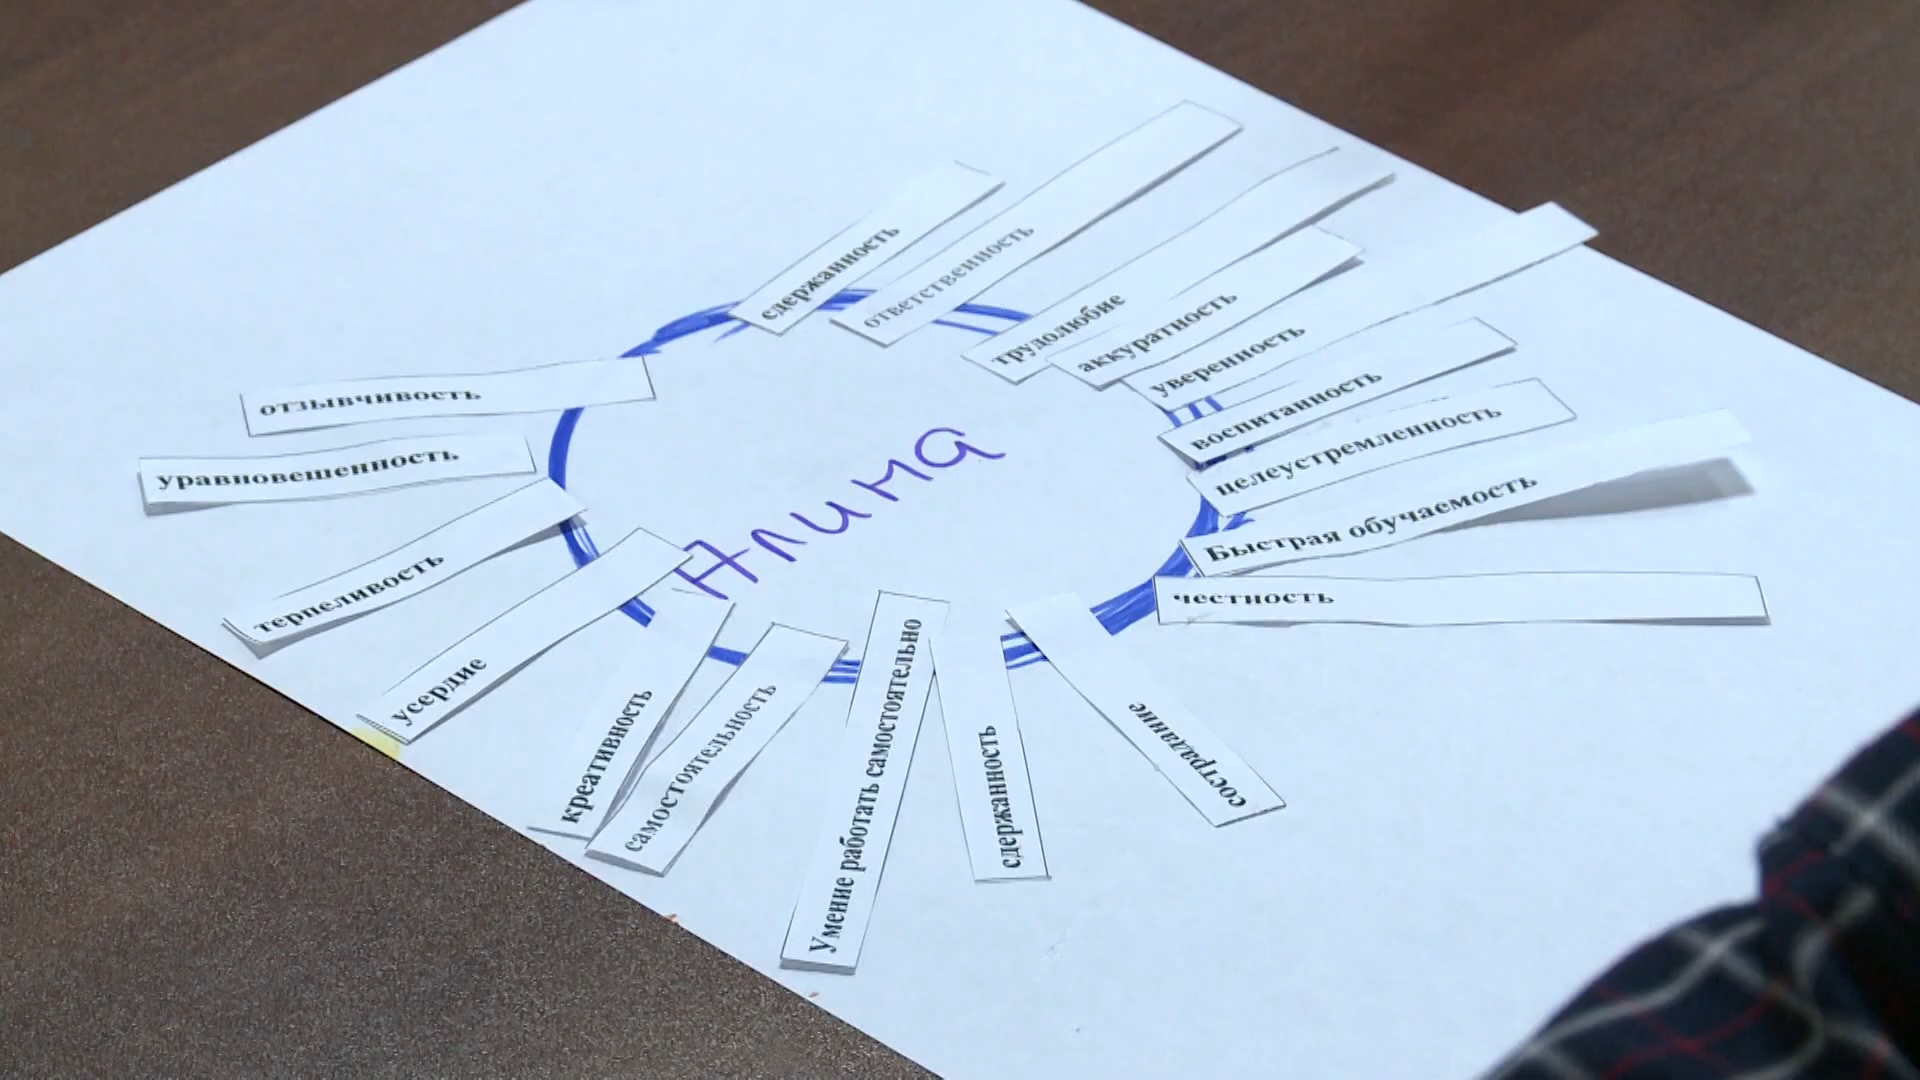 сдержанность
ответственность
трудолюбие
аккуратность
уверенность
воспитанность
целеустремленность
Быстрая обучаемость
честность
сострадание
сдержанность
Умение работать самостоятельно
самостоятельность
креативность
усердие
терпеливость
уравновешенность
отзывчивость
Алима